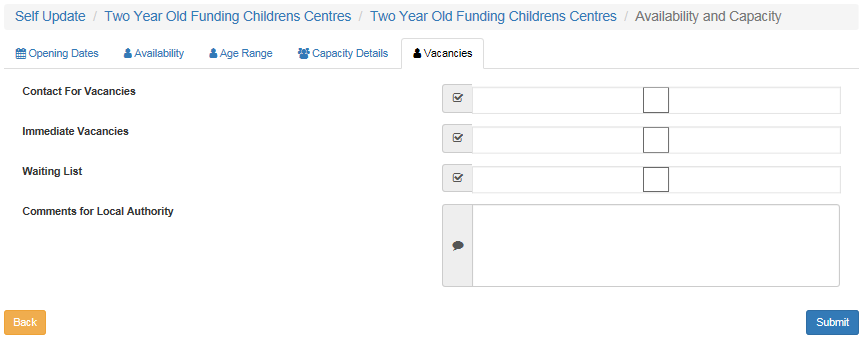 Self Update / Two Year Old Funding Childrens Centres / Two Year Old Funding Childrens Centres / Availability and Capacity
Opening Dates Availability Age Range Capacity Details Vacancies
Contact For Vacancies
Immediate Vacancies
Waiting List
Comments for Local Authority
Back Submit